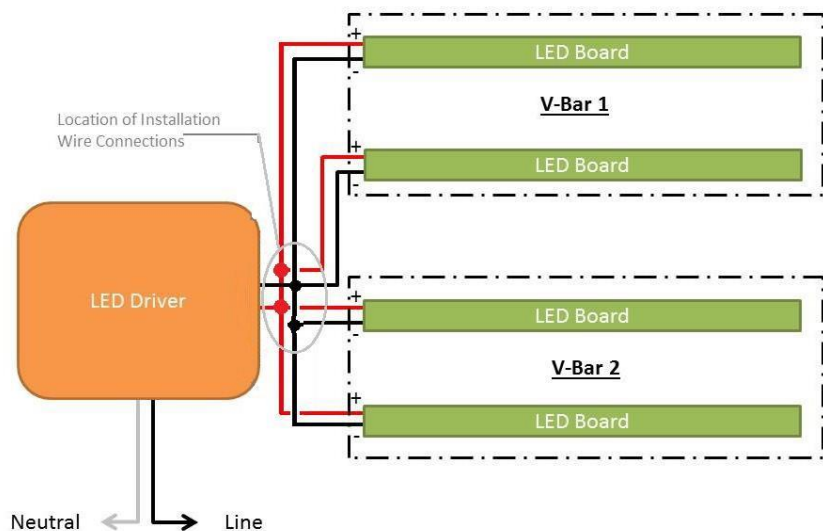 +
LED Board
-
V-Bar 1
Location of Installation
Wire Connections
+
LED Board
-
LED Driver
+
LED Board
-
V-Bar 2
+
LED Board
-
Neutral
Line